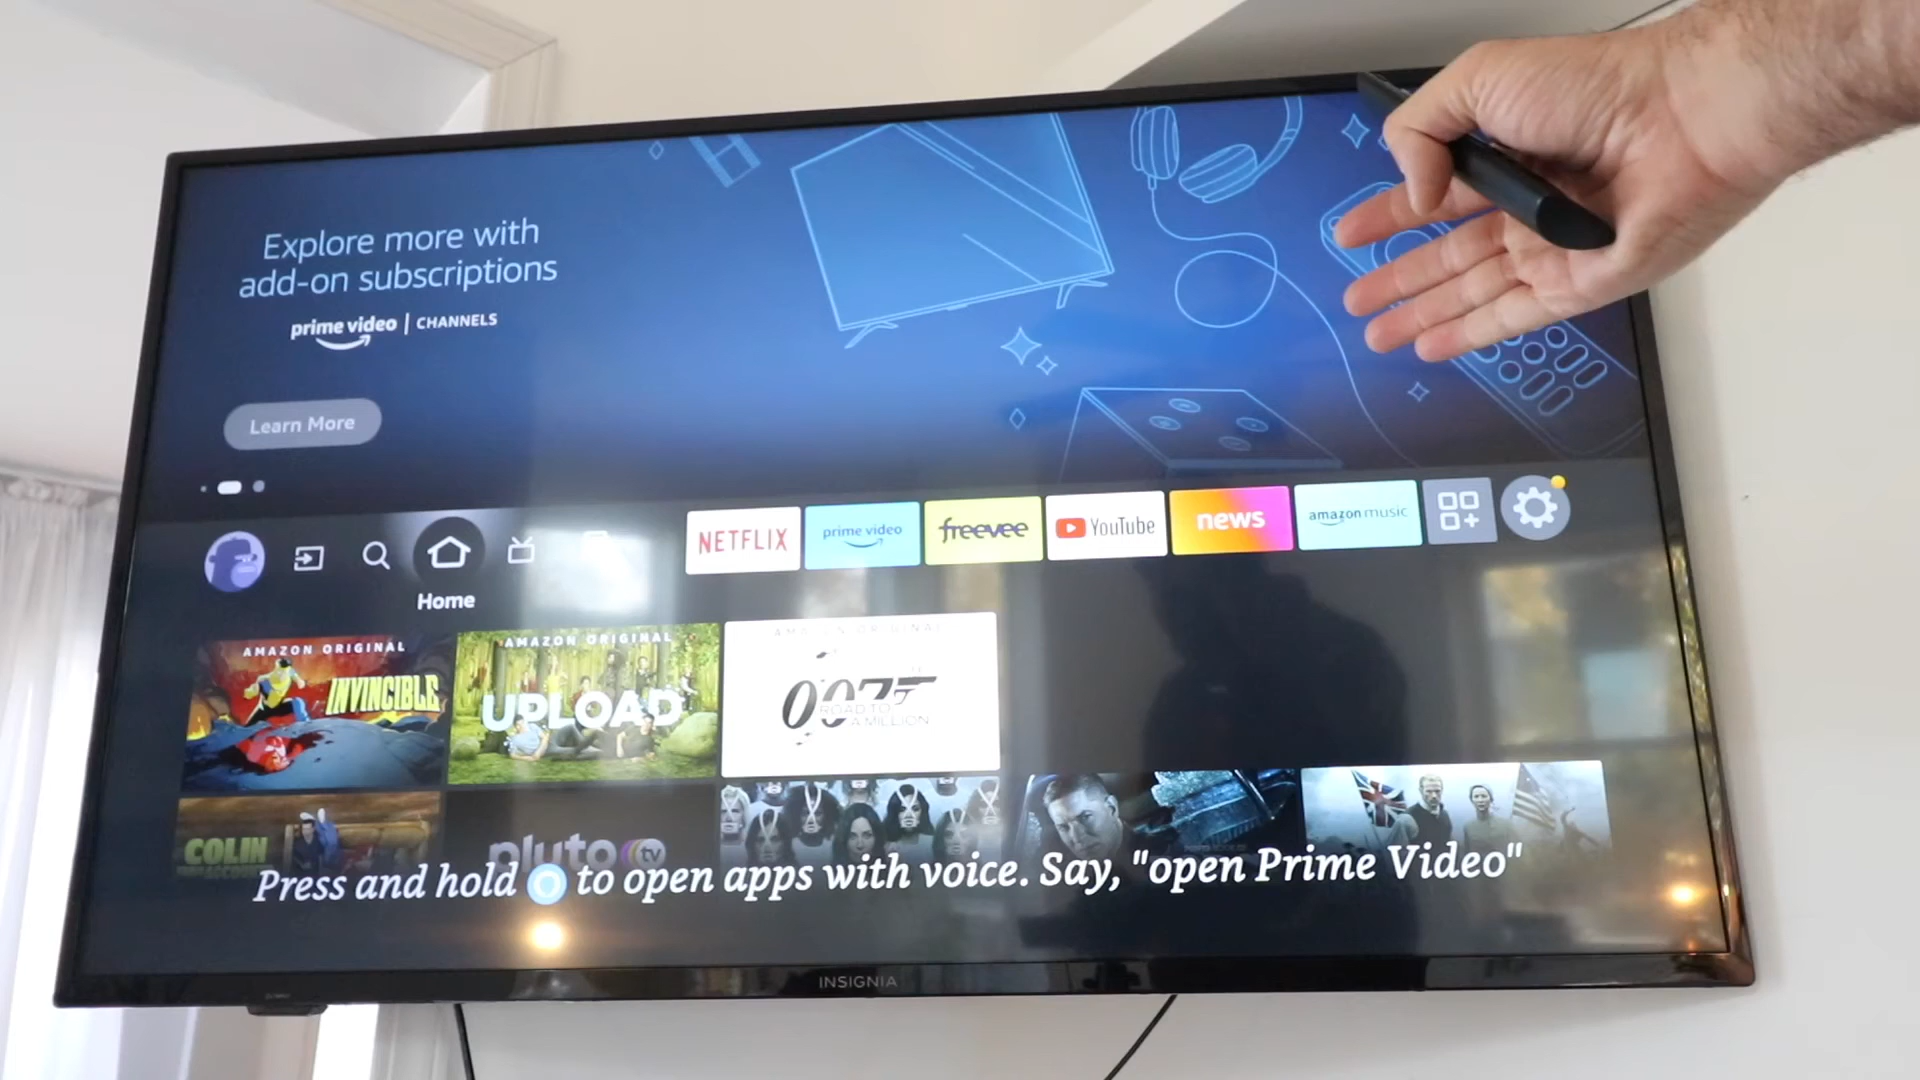 Explore more with
add-on subscriptions
prime video | CHANNELS
Learn More
NETFLIX
prime video
freevee
YouTube
news
amazon music
Home
AMAZON ORIGINAL
INVINCIBLE
AMAZON ORIGINAL
UPLOAD
AMAZON ORIGINAL
007
ROAD TO
A MILLION
COLIN
pluto tv
Press and hold to open apps with voice. Say, "open Prime Video"
INSIGNIA